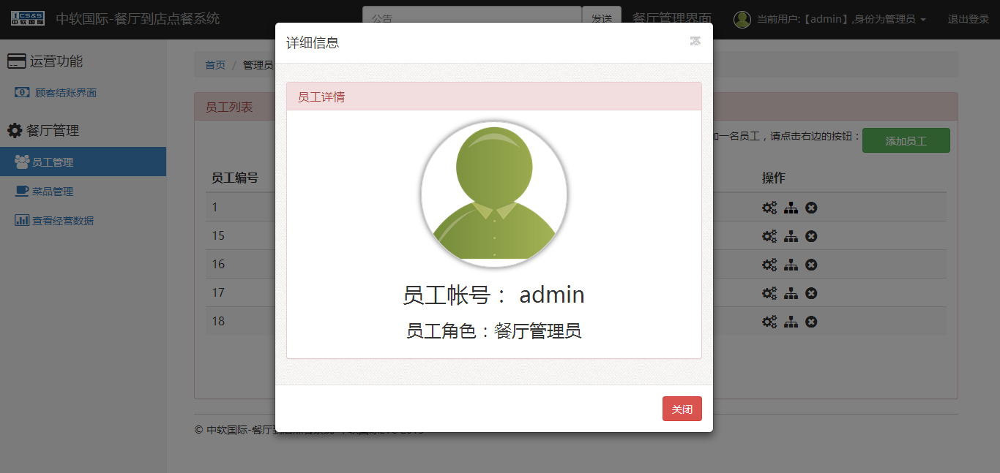 CS&S
中软国际
中软国际-餐厅到店点餐系统
公告
发送
餐厅管理界面
当前用户:【admin】,身份为管理员
退出登录
运营功能
顾客结账界面
餐厅管理
员工管理
菜品管理
查看经营数据
首页 / 管理员
员工列表
加一名员工，请点击右边的按钮：
添加员工
员工编号
操作
1
15
16
17
18
详细信息
员工详情
员工帐号： admin
员工角色：餐厅管理员
关闭
© 中软国际-餐厅